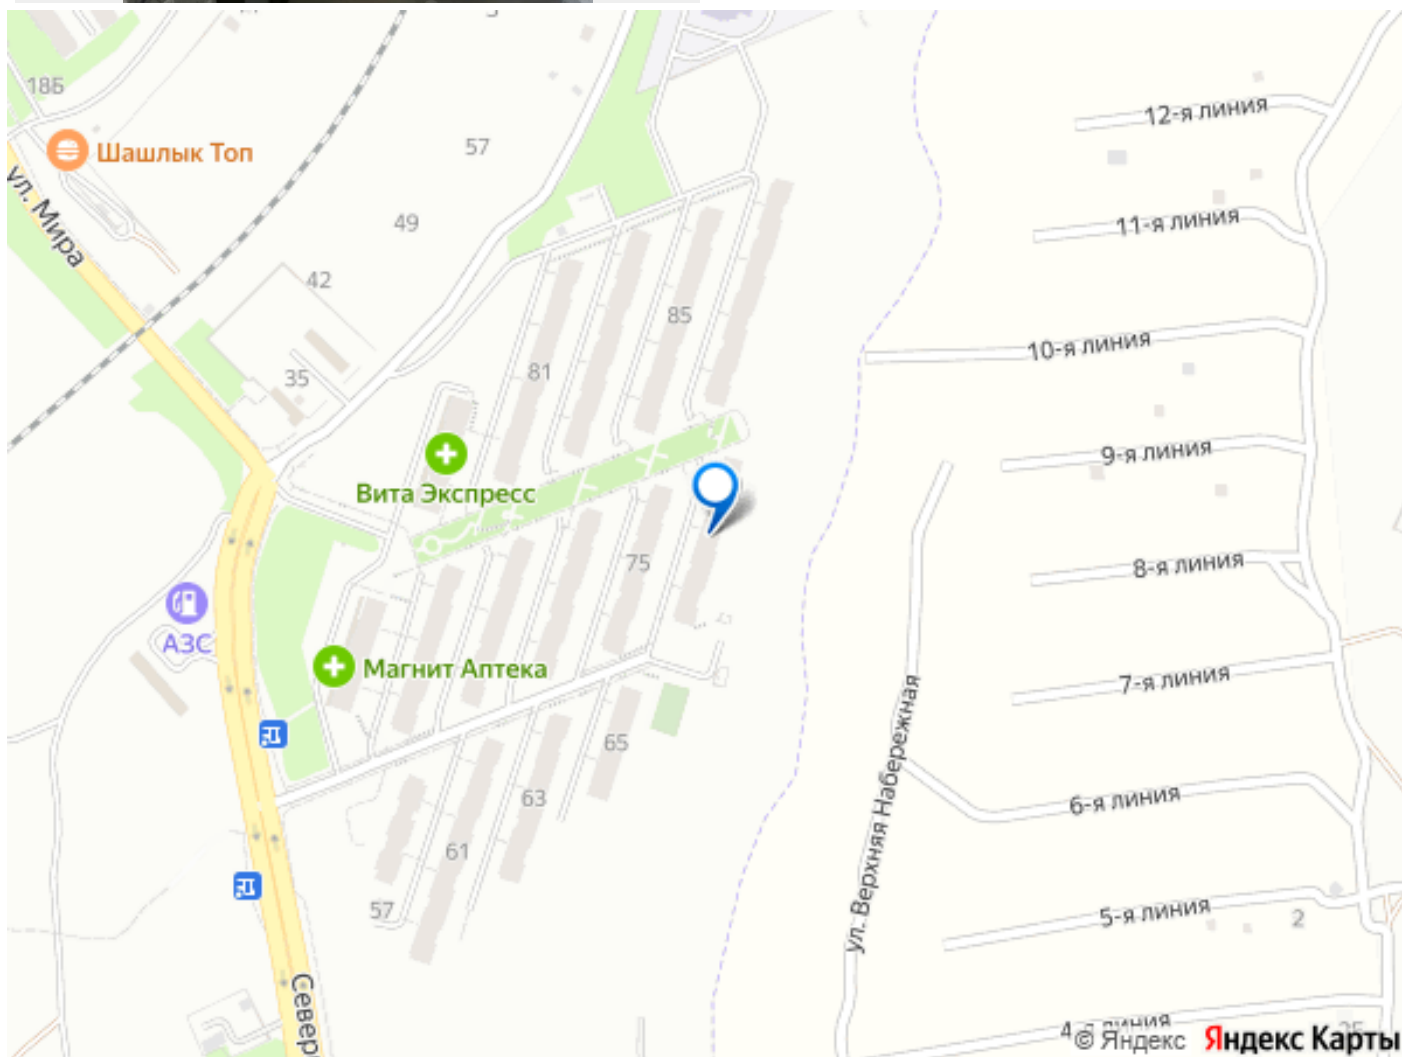 18Б
Шашлык Топ
ул. Мира
57
49
42
35
81
85
Вита Экспресс
75
АЗС
Магнит Аптека
65
63
61
57
Север
12-я линия
11-я линия
10-я линия
9-я линия
8-я линия
7-я линия
6-я линия
5-я линия
2
ул. Верхняя Набережная
© Яндекс Яндекс Карты